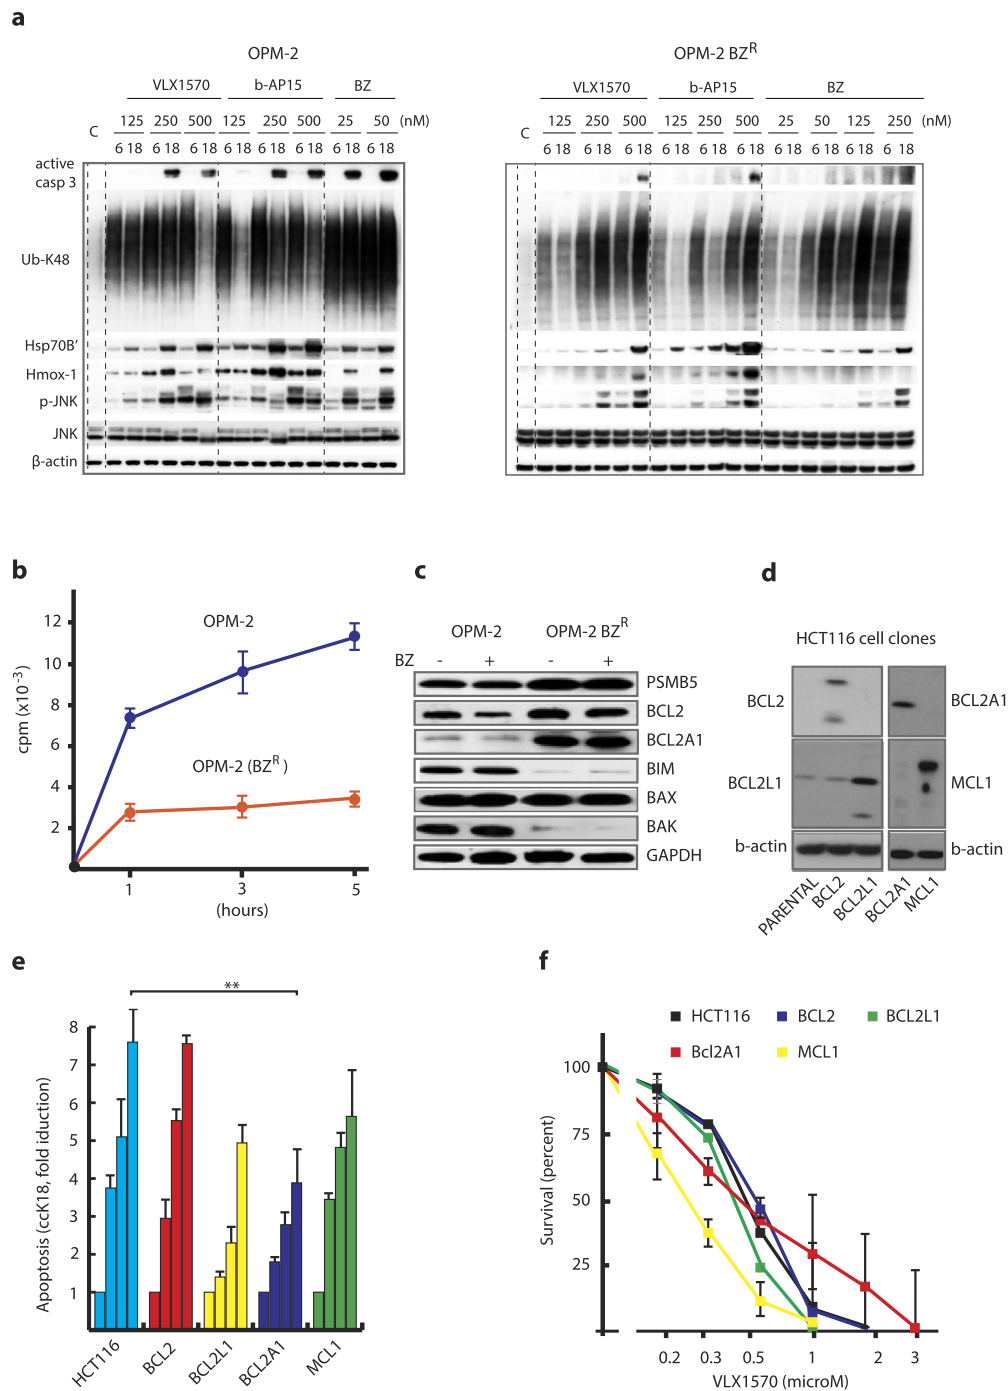 a
OPM-2
OPM-2 BZ^R
VLX1570 b-AP15 BZ
VLX1570 b-AP15 BZ
C 125 250 500 125 250 500 25 50 (nM)
C 125 250 500 125 250 500 25 50 125 250 (nM)
6 18 6 18 6 18 6 18 6 18 6 18 6 18 6 18
6 18 6 18 6 18 6 18 6 18 6 18 6 18 6 18 6 18 6 18
active
casp 3
Ub-K48
Hsp70B'
Hmox-1
p-JNK
JNK
β-actin
b
12
10
8
6
4
2
cpm (x10⁻³)
OPM-2
OPM-2 (BZ^R)
1 3 5
(hours)
c
OPM-2 OPM-2 BZ^R
BZ - + - +
PSMB5
BCL2
BCL2A1
BIM
BAX
BAK
GAPDH
d
HCT116 cell clones
BCL2
BCL2A1
BCL2L1
MCL1
b-actin
b-actin
PARENTAL
BCL2
BCL2L1
BCL2A1
MCL1
e
**
8
7
6
5
4
3
2
1
Apoptosis (ccK18, fold iduction)
HCT116
BCL2
BCL2L1
BCL2A1
MCL1
f
HCT116 BCL2 BCL2L1
Bcl2A1 MCL1
100
75
50
25
Survival (percent)
0.2 0.3 0.5 1 2 3
VLX1570 (microM)